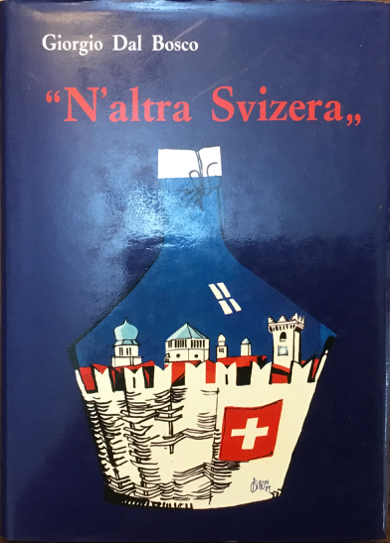 Giorgio Dal Bosco
“N'altra Svizera„